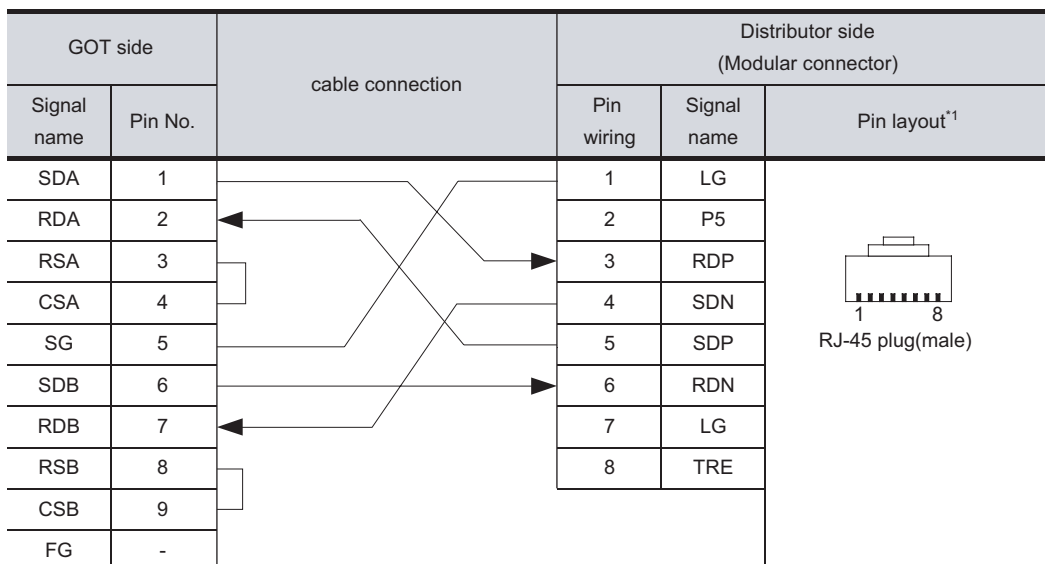 GOT side
cable connection
Distributor side
(Modular connector)
Signal name
Pin No.
Pin wiring
Signal name
Pin layout*1
SDA 1 1 LG
RDA 2 2 P5
RSA 3 3 RDP
CSA 4 4 SDN
SG 5 5 SDP
SDB 6 6 RDN
RDB 7 7 LG
RSB 8 8 TRE
CSB 9
FG -
1 8
RJ-45 plug(male)